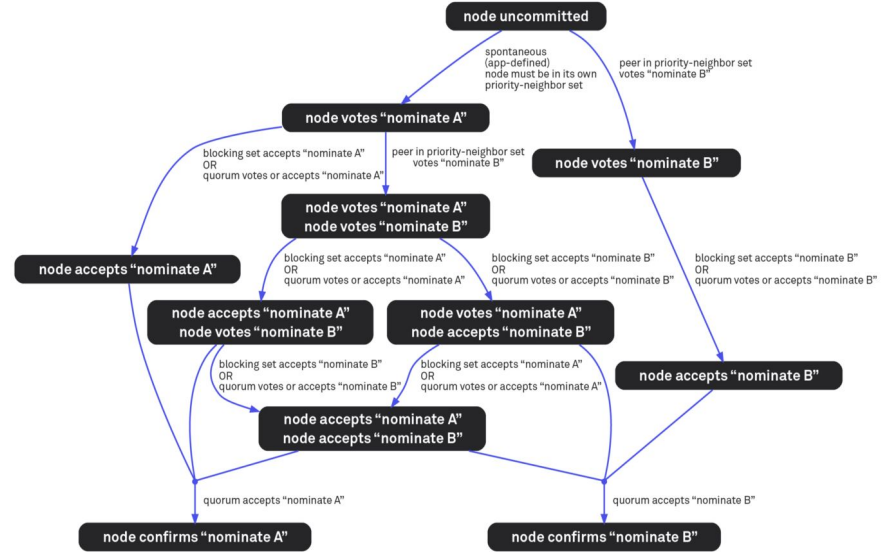 node uncommitted
spontaneous
(app-defined)
node must be in its own
priority-neighbor set
peer in priority-neighbor set
votes “nominate B”
node votes “nominate A”
blocking set accepts “nominate A”
OR
quorum votes or accepts “nominate A”
peer in priority-neighbor set
votes “nominate B”
node votes “nominate B”
node votes “nominate A”
node votes “nominate B”
node accepts “nominate A”
blocking set accepts “nominate A”
OR
quorum votes or accepts “nominate A”
blocking set accepts “nominate B”
OR
quorum votes or accepts “nominate B”
blocking set accepts “nominate B”
OR
quorum votes or accepts “nominate B”
node accepts “nominate A”
node votes “nominate B”
node votes “nominate A”
node accepts “nominate B”
blocking set accepts “nominate B”
OR
quorum votes or accepts “nominate B”
blocking set accepts “nominate A”
OR
quorum votes or accepts “nominate A”
node accepts “nominate B”
node accepts “nominate A”
node accepts “nominate B”
quorum accepts “nominate A”
quorum accepts “nominate B”
node confirms “nominate A”
node confirms “nominate B”